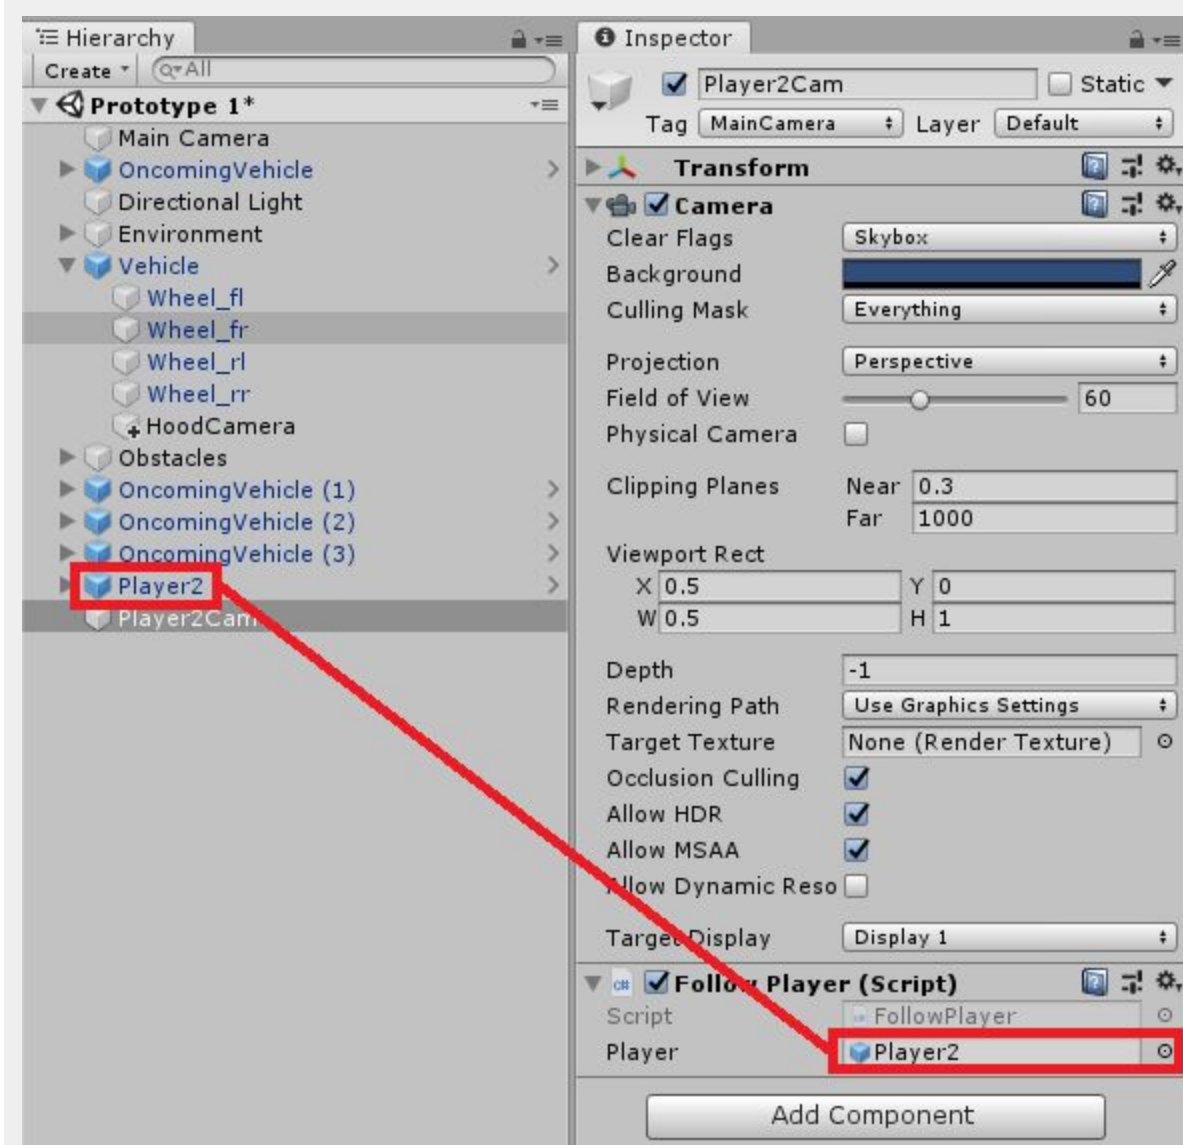 Hierarchy
Create
All
Prototype 1*
Main Camera
OncomingVehicle
Directional Light
Environment
Vehicle
Wheel_fl
Wheel_fr
Wheel_rl
Wheel_rr
HoodCamera
Obstacles
OncomingVehicle (1)
OncomingVehicle (2)
OncomingVehicle (3)
Player2
Player2Cam
Inspector
Player2Cam Static
Tag MainCamera Layer Default
Transform
Camera
Clear Flags Skybox
Background
Culling Mask Everything
Projection Perspective
Field of View 60
Physical Camera
Clipping Planes Near 0.3
Far 1000
Viewport Rect
X 0.5 Y 0
W 0.5 H 1
Depth -1
Rendering Path Use Graphics Settings
Target Texture None (Render Texture)
Occlusion Culling
Allow HDR
Allow MSAA
Allow Dynamic Reso
Target Display Display 1
c# Follow Player (Script)
Script FollowPlayer
Player Player2
Add Component